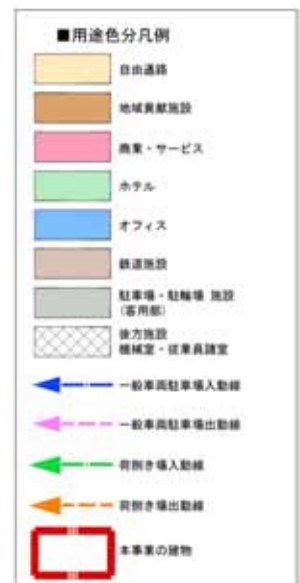 ■用途色分凡例
自由通路
地域貢献施設
商業・サービス
ホテル
オフィス
鉄道施設
駐車場・駐輪場 施設
(客用部)
後方施設
機械室・従業員諸室
一般車両駐車場入動線
一般車両駐車場出動線
荷捌き場入動線
荷捌き場出動線
本事業の建物